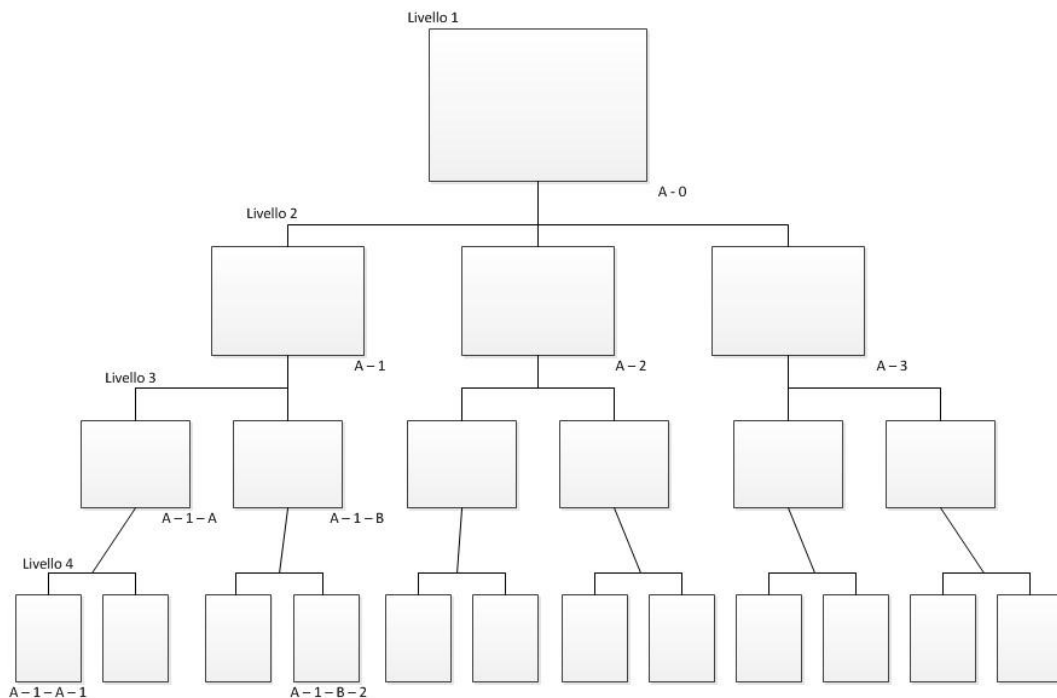 Livello 1
A - 0
Livello 2
A – 1
A – 2
A – 3
Livello 3
A – 1 – A
A – 1 – B
Livello 4
A – 1 – A – 1
A – 1 – B – 2